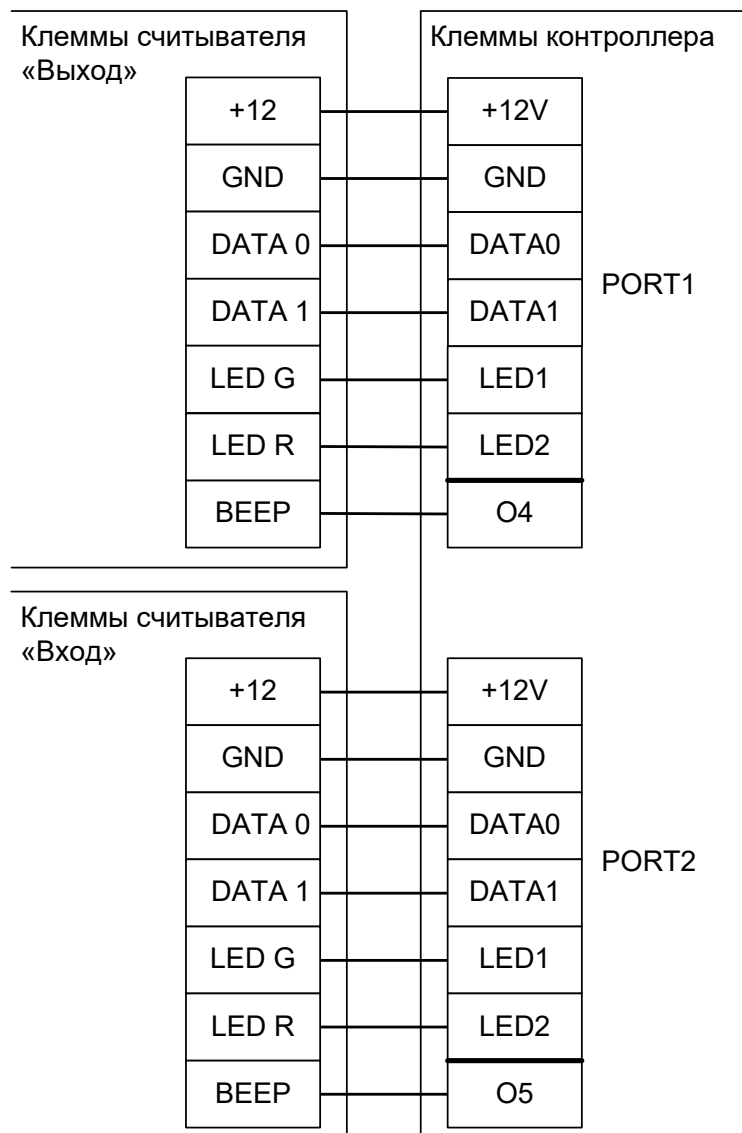 Клеммы считывателя
«Выход»
Клеммы контроллера
+12
+12V
GND
GND
DATA 0
DATA0
DATA 1
DATA1
PORT1
LED G
LED1
LED R
LED2
BEEP
O4
Клеммы считывателя
«Вход»
+12
+12V
GND
GND
DATA 0
DATA0
DATA 1
DATA1
PORT2
LED G
LED1
LED R
LED2
BEEP
O5